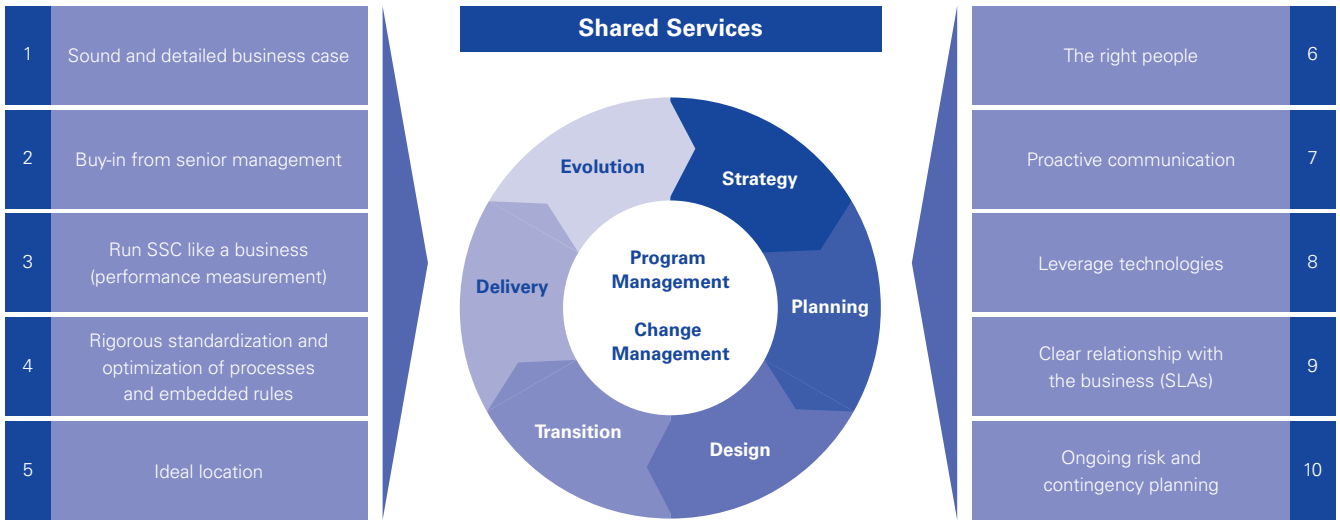 1
Sound and detailed business case
2
Buy-in from senior management
3
Run SSC like a business
(performance measurement)
4
Rigorous standardization and
optimization of processes
and embedded rules
5
Ideal location
Shared Services
Strategy
Planning
Design
Transition
Delivery
Evolution
Program
Management
Change
Management
The right people
6
Proactive communication
7
Leverage technologies
8
Clear relationship with
the business (SLAs)
9
Ongoing risk and
contingency planning
10